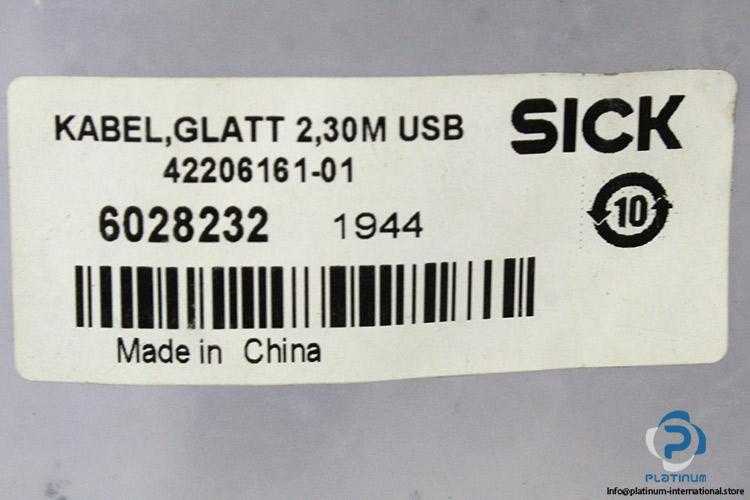 KABEL,GLATT 2,30M USB
SICK
42206161-01
6028232 1944
10
Made in China
PLATINUM
Info@platinum-international.store